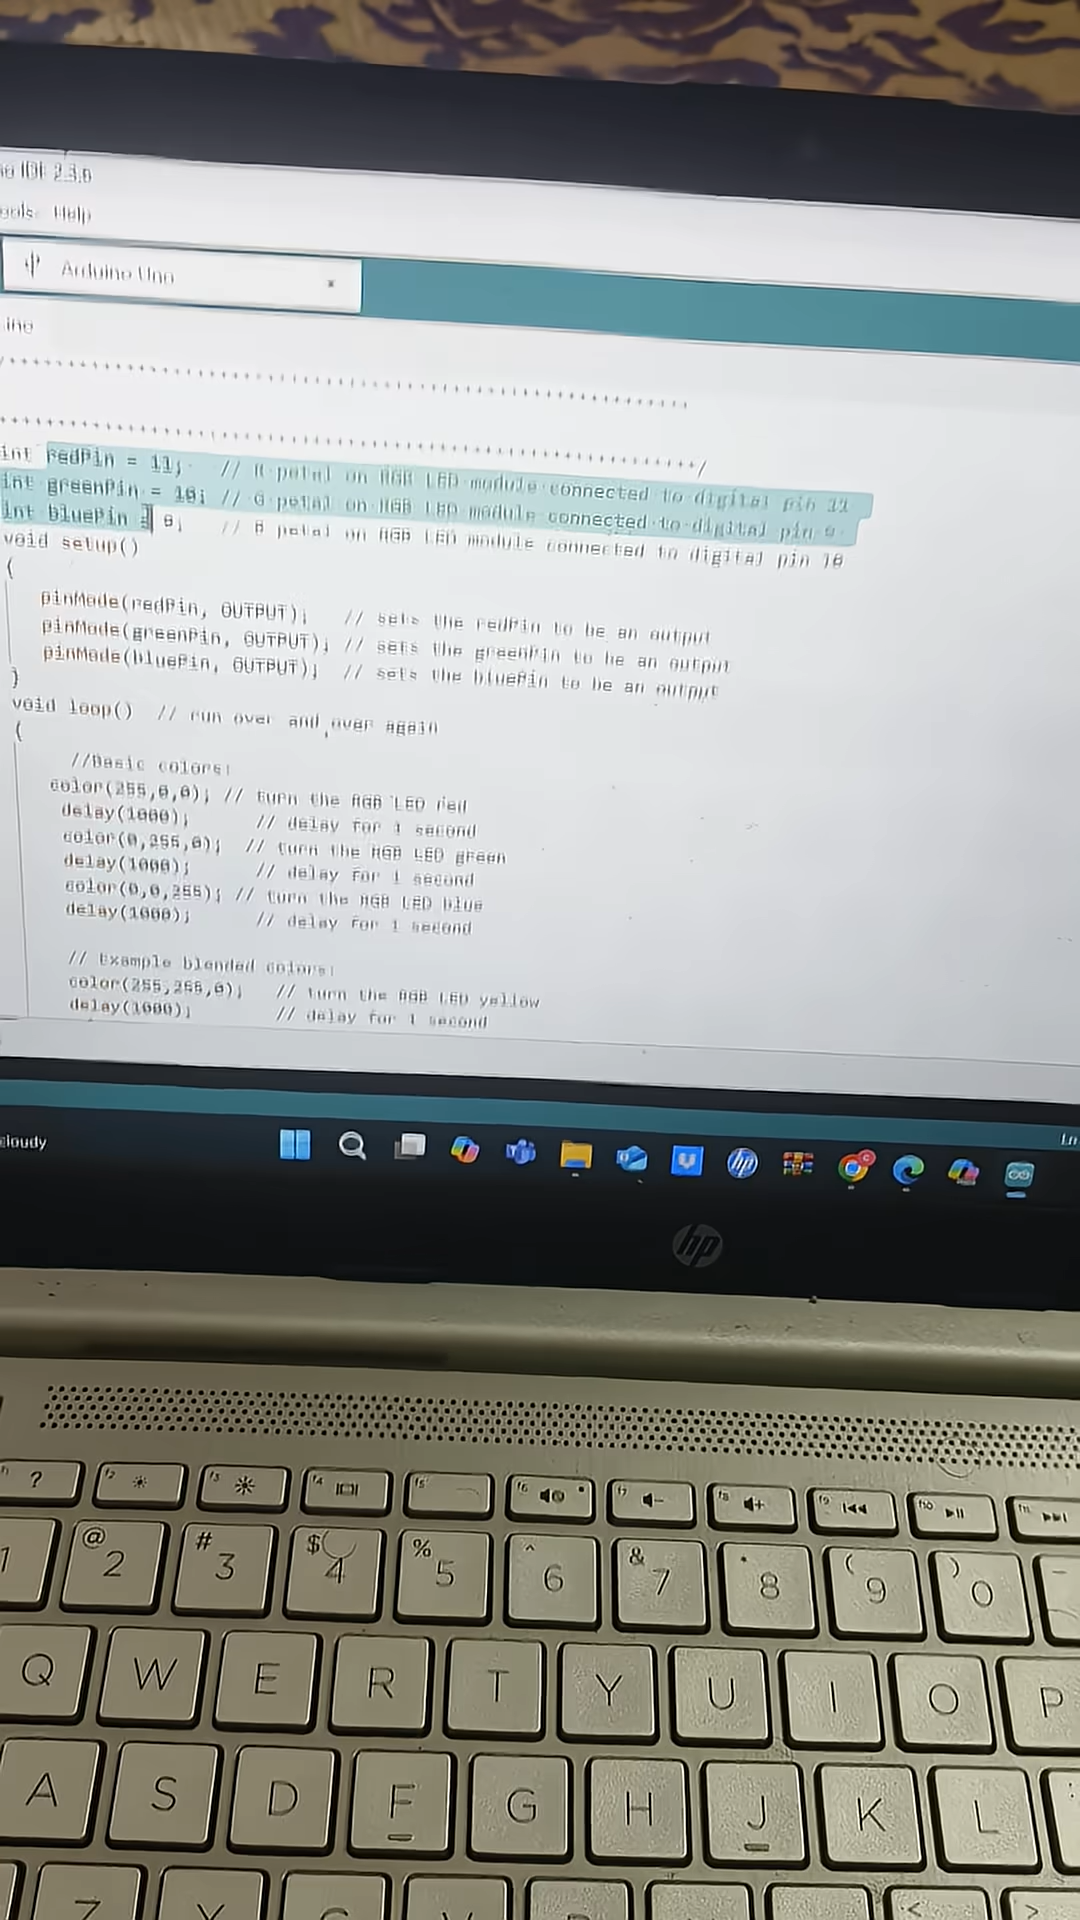 IDE 2.3.
Help
Arduino Uno
.ino
int redPin = 11; // R petal on RGB LED module connected to digital pin 11
int greenPin = 10; // G petal on RGB LED module connected to digital pin 9
int bluePin = 9; // B petal on RGB LED module connected to digital pin 10
void setup()
{
pinMode(redPin, OUTPUT); // sets the redPin to be an output
pinMode(greenPin, OUTPUT); // sets the greenPin to be an output
pinMode(bluePin, OUTPUT); // sets the bluePin to be an output
}
void loop() // run over and over again
{
//Basic colors:
color(255,0,0); // turn the RGB LED red
delay(1000); // delay for 1 second
color(0,255,0); // turn the RGB LED green
delay(1000); // delay for 1 second
color(0,0,255); // turn the RGB LED blue
delay(1000); // delay for 1 second
// Example blended colors:
color(255,255,0); // turn the RGB LED yellow
delay(1000); // delay for 1 second
cloudy
Ln
hp
hp
?
@ 2 # 3 $ 4 % 5 ^ 6 & 7 * 8 ( 9 ) 0
Q W E R T Y U I O P
A S D F G H J K L